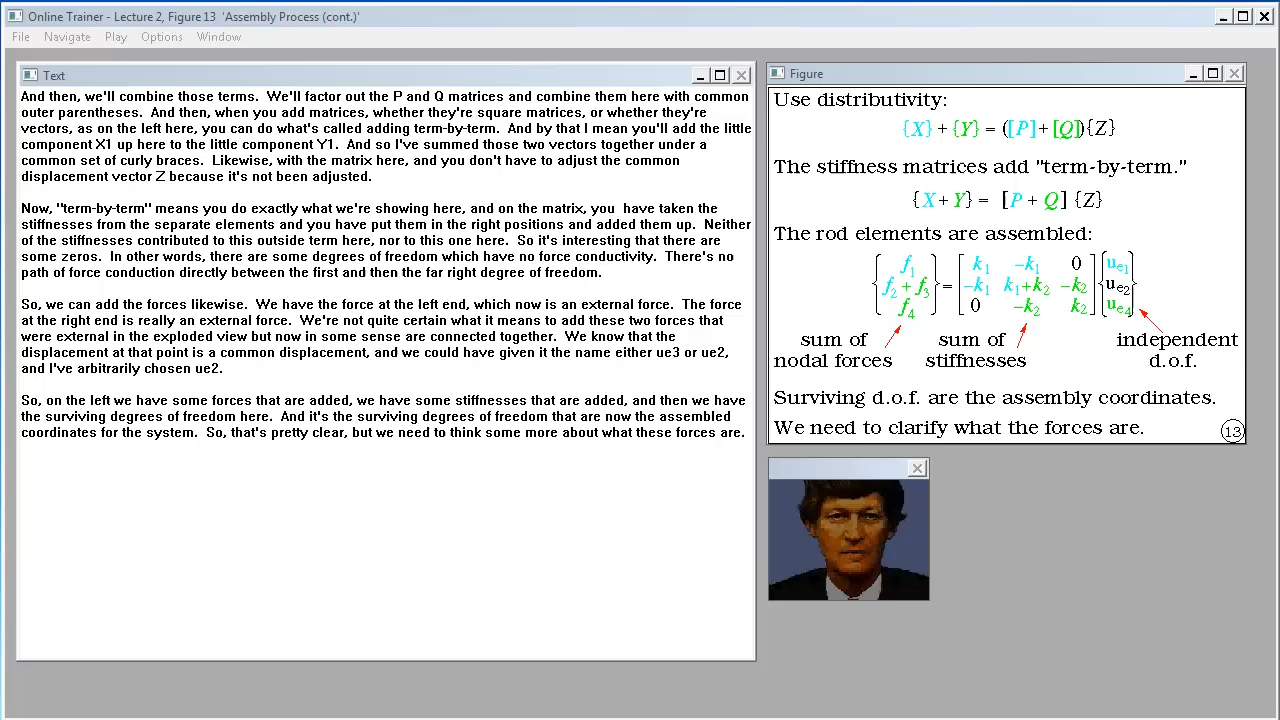 Online Trainer - Lecture 2, Figure 13 'Assembly Process (cont.)'
File Navigate Play Options Window
Text
And then, we'll combine those terms. We'll factor out the P and Q matrices and combine them here with common
outer parentheses. And then, when you add matrices, whether they're square matrices, or whether they're
vectors, as on the left here, you can do what's called adding term-by-term. And by that I mean you'll add the little
component X1 up here to the little component Y1. And so I've summed those two vectors together under a
common set of curly braces. Likewise, with the matrix here, and you don't have to adjust the common
displacement vector Z because it's not been adjusted.
Now, "term-by-term" means you do exactly what we're showing here, and on the matrix, you have taken the
stiffnesses from the separate elements and you have put them in the right positions and added them up. Neither
of the stiffnesses contributed to this outside term here, nor to this one here. So it's interesting that there are
some zeros. In other words, there are some degrees of freedom which have no force conductivity. There's no
path of force conduction directly between the first and then the far right degree of freedom.
So, we can add the forces likewise. We have the force at the left end, which now is an external force. The force
at the right end is really an external force. We're not quite certain what it means to add these two forces that
were external in the exploded view but now in some sense are connected together. We know that the
displacement at that point is a common displacement, and we could have given it the name either ue3 or ue2,
and I've arbitrarily chosen ue2.
So, on the left we have some forces that are added, we have some stiffnesses that are added, and then we have
the surviving degrees of freedom here. And it's the surviving degrees of freedom that are now the assembled
coordinates for the system. So, that's pretty clear, but we need to think some more about what these forces are.
Figure
Use distributivity:
{X} + {Y} = ([P]+[Q]){Z}
The stiffness matrices add "term-by-term."
{X+Y} = [P + Q] {Z}
The rod elements are assembled:
f1 k1 –k1 0 ue1
f2 + f3 = –k1 k1+k2 –k2 ue2
f4 0 –k2 k2 ue4
sum of sum of independent
nodal forces stiffnesses d.o.f.
Surviving d.o.f. are the assembly coordinates.
We need to clarify what the forces are.
13